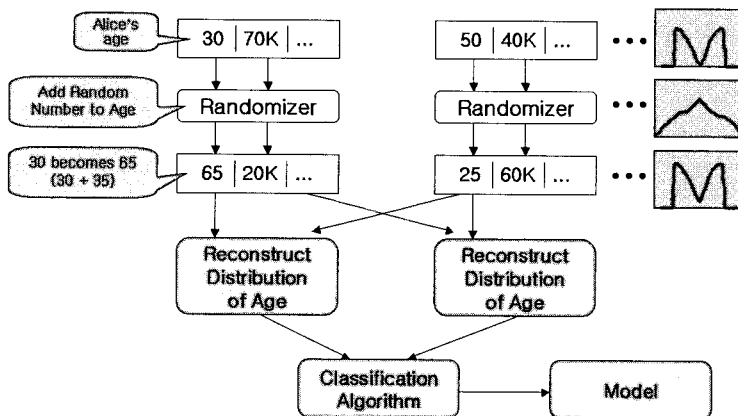 Alice's
age
30 | 70K | ...
50 | 40K | ...
Add Random
Number to Age
Randomizer
Randomizer
30 becomes 65
(30 + 35)
65 | 20K | ...
25 | 60K | ...
Reconstruct
Distribution
of Age
Reconstruct
Distribution
of Age
Classification
Algorithm
Model